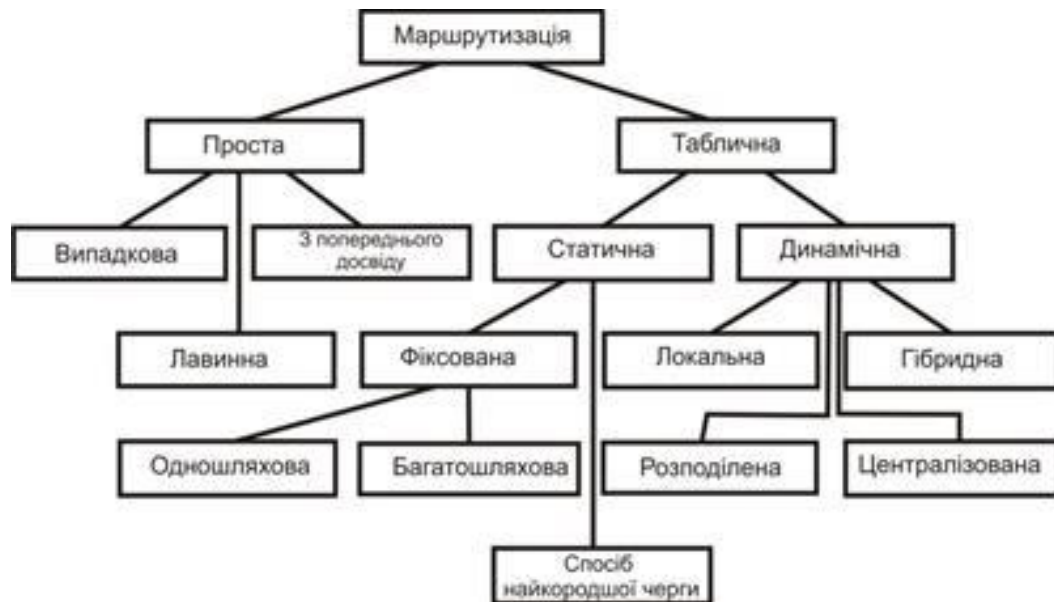 Маршрутизація
Проста
Таблична
Випадкова
З попереднього
досвіду
Статична
Динамічна
Лавинна
Фіксована
Локальна
Гібридна
Одношляхова
Багатошляхова
Розподілена
Централізована
Спосіб
найкородшої черги